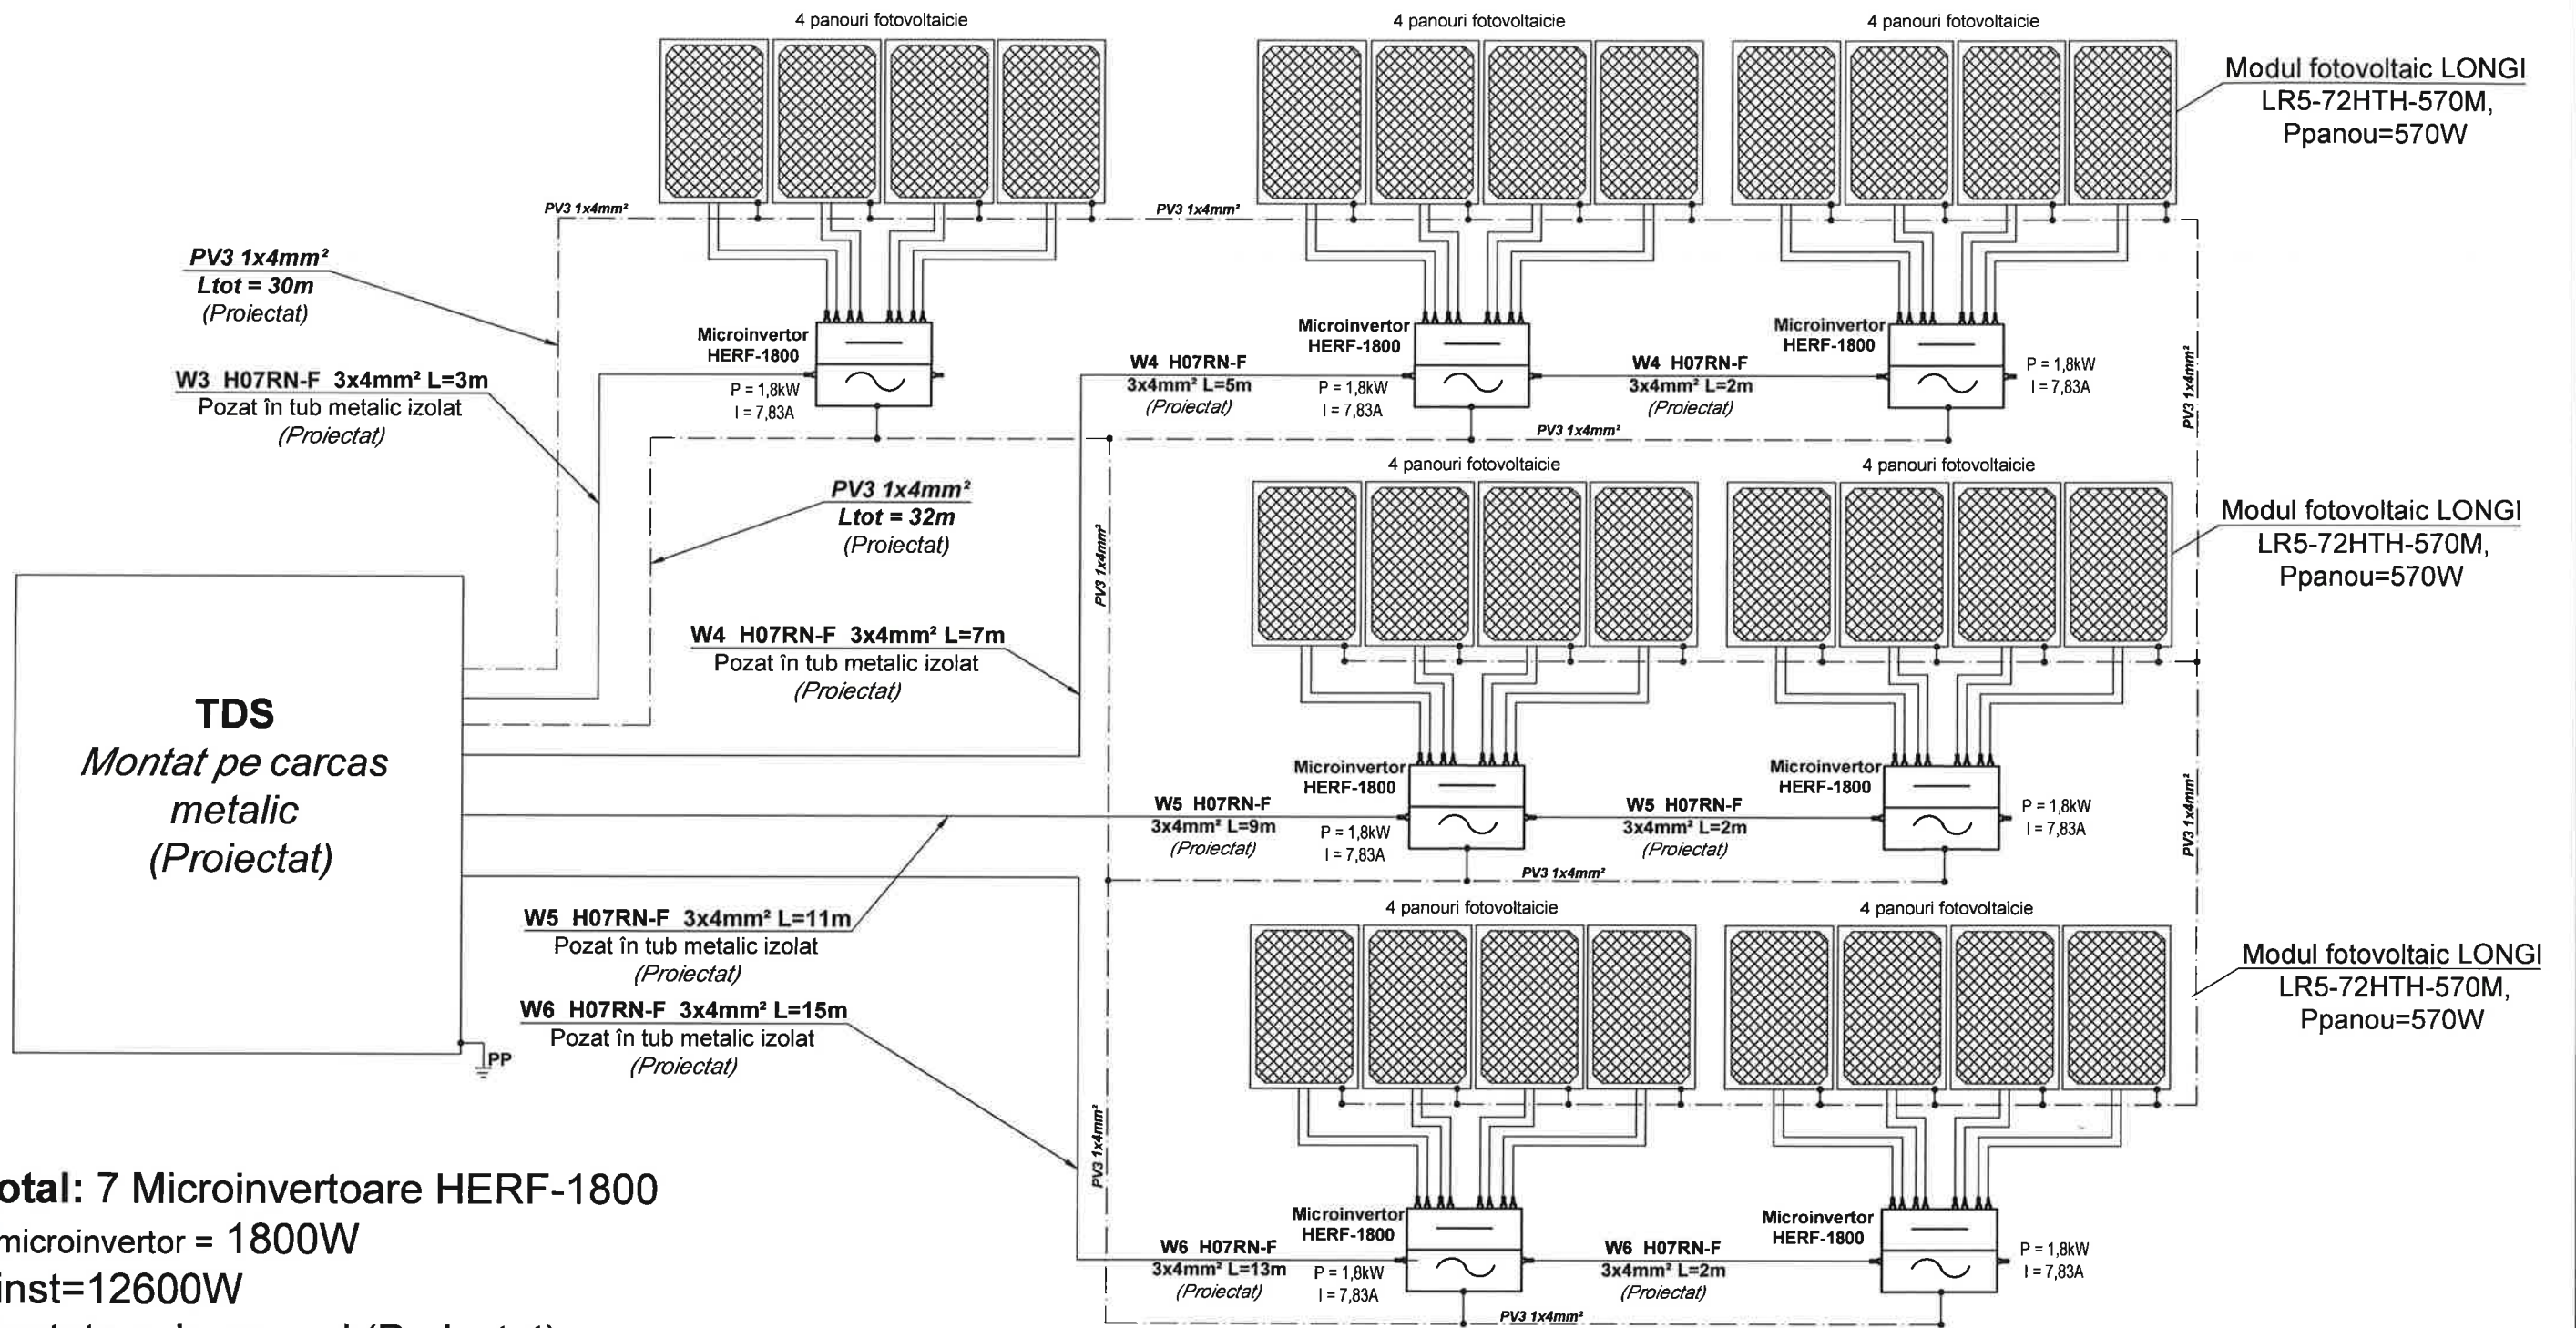 4 panouri fotovoltaicie
4 panouri fotovoltaicie
4 panouri fotovoltaicie
Modul fotovoltaic LONGI
LR5-72HTH-570M,
Ppanou=570W
PV3 1x4mm²
PV3 1x4mm²
PV3 1x4mm²
Ltot = 30m
(Proiectat)
W3 H07RN-F 3x4mm² L=3m
Pozat în tub metalic izolat
(Proiectat)
Microinvertor
HERF-1800
P = 1,8kW
I = 7,83A
W4 H07RN-F
3x4mm² L=5m
(Proiectat)
Microinvertor
HERF-1800
P = 1,8kW
I = 7,83A
W4 H07RN-F
3x4mm² L=2m
(Proiectat)
Microinvertor
HERF-1800
P = 1,8kW
I = 7,83A
PV3 1x4mm²
PV3 1x4mm²
4 panouri fotovoltaicie
4 panouri fotovoltaicie
Modul fotovoltaic LONGI
LR5-72HTH-570M,
Ppanou=570W
PV3 1x4mm²
Ltot = 32m
(Proiectat)
PV3 1x4mm²
W4 H07RN-F 3x4mm² L=7m
Pozat în tub metalic izolat
(Proiectat)
TDS
Montat pe carcas
metalic
(Proiectat)
PP
W5 H07RN-F
3x4mm² L=9m
(Proiectat)
Microinvertor
HERF-1800
P = 1,8kW
I = 7,83A
W5 H07RN-F
3x4mm² L=2m
(Proiectat)
Microinvertor
HERF-1800
P = 1,8kW
I = 7,83A
PV3 1x4mm²
PV3 1x4mm²
W5 H07RN-F 3x4mm² L=11m
Pozat în tub metalic izolat
(Proiectat)
4 panouri fotovoltaicie
4 panouri fotovoltaicie
Modul fotovoltaic LONGI
LR5-72HTH-570M,
Ppanou=570W
W6 H07RN-F 3x4mm² L=15m
Pozat în tub metalic izolat
(Proiectat)
PV3 1x4mm²
W6 H07RN-F
3x4mm² L=13m
(Proiectat)
Microinvertor
HERF-1800
P = 1,8kW
I = 7,83A
W6 H07RN-F
3x4mm² L=2m
(Proiectat)
Microinvertor
HERF-1800
P = 1,8kW
I = 7,83A
PV3 1x4mm²
otal: 7 Microinvertoare HERF-1800
microinvertor = 1800W
inst=12600W